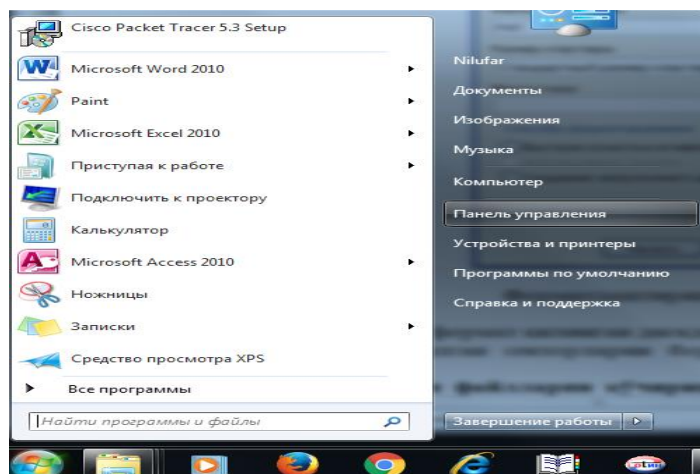 Cisco Packet Tracer 5.3 Setup
Microsoft Word 2010
Paint
Microsoft Excel 2010
Приступая к работе
Подключить к проектору
Калькулятор
Microsoft Access 2010
Ножницы
Записки
Средство просмотра XPS
Все программы
Найти программы и файлы
Nilufar
Документы
Изображения
Музыка
Компьютер
Панель управления
Устройства и принтеры
Программы по умолчанию
Справка и поддержка
Завершение работы